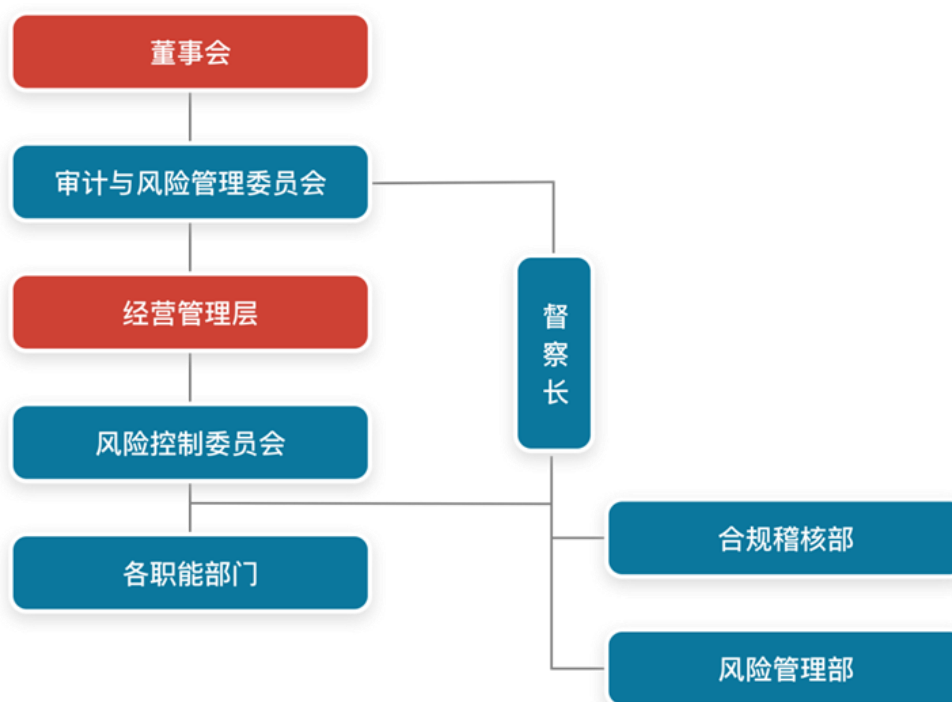 董事会
审计与风险管理委员会
经营管理层
督察长
风险控制委员会
各职能部门
合规稽核部
风险管理部